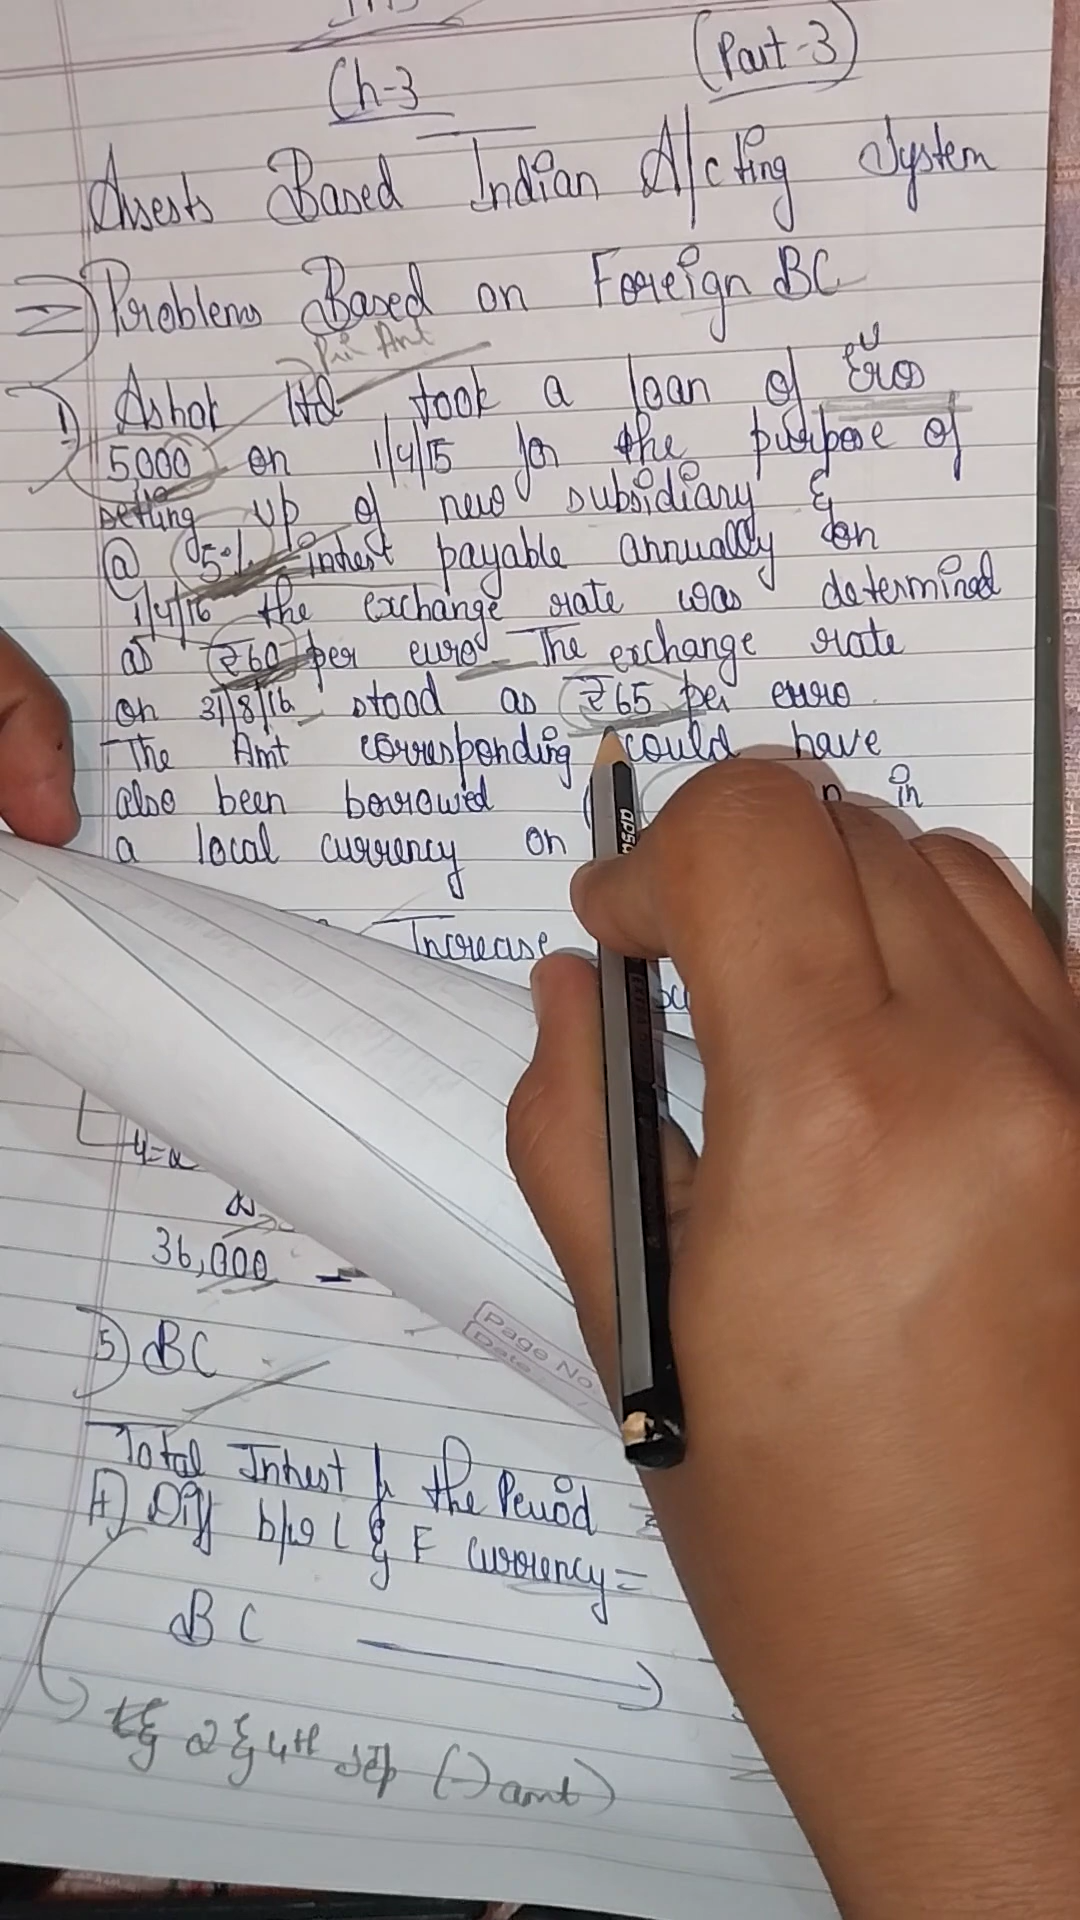 Ch-3
(Part-3)
Assests Based Indian A/cting System
Problems Based on Foreign BC
Pri Amt
1) Ashok ltd took a loan of Eros
u
5,000 on 1/4/15 for the purpose of
setting up of new subsidiary &
@ 5% intrest payable annually on
1/4/16 the exchange rate was determined
as ₹60 per euro The exchange rate
on 31/8/16 stood as ₹65 per euro.
The Amt corresponding could have
also been borrowed in
a local currency on
Increase
36,000
5) BC
Total Intrest for the Period =
Diff b/w L & F currency =
BC
2 & 4th step (-) amt)
Page No.
Date
apsa